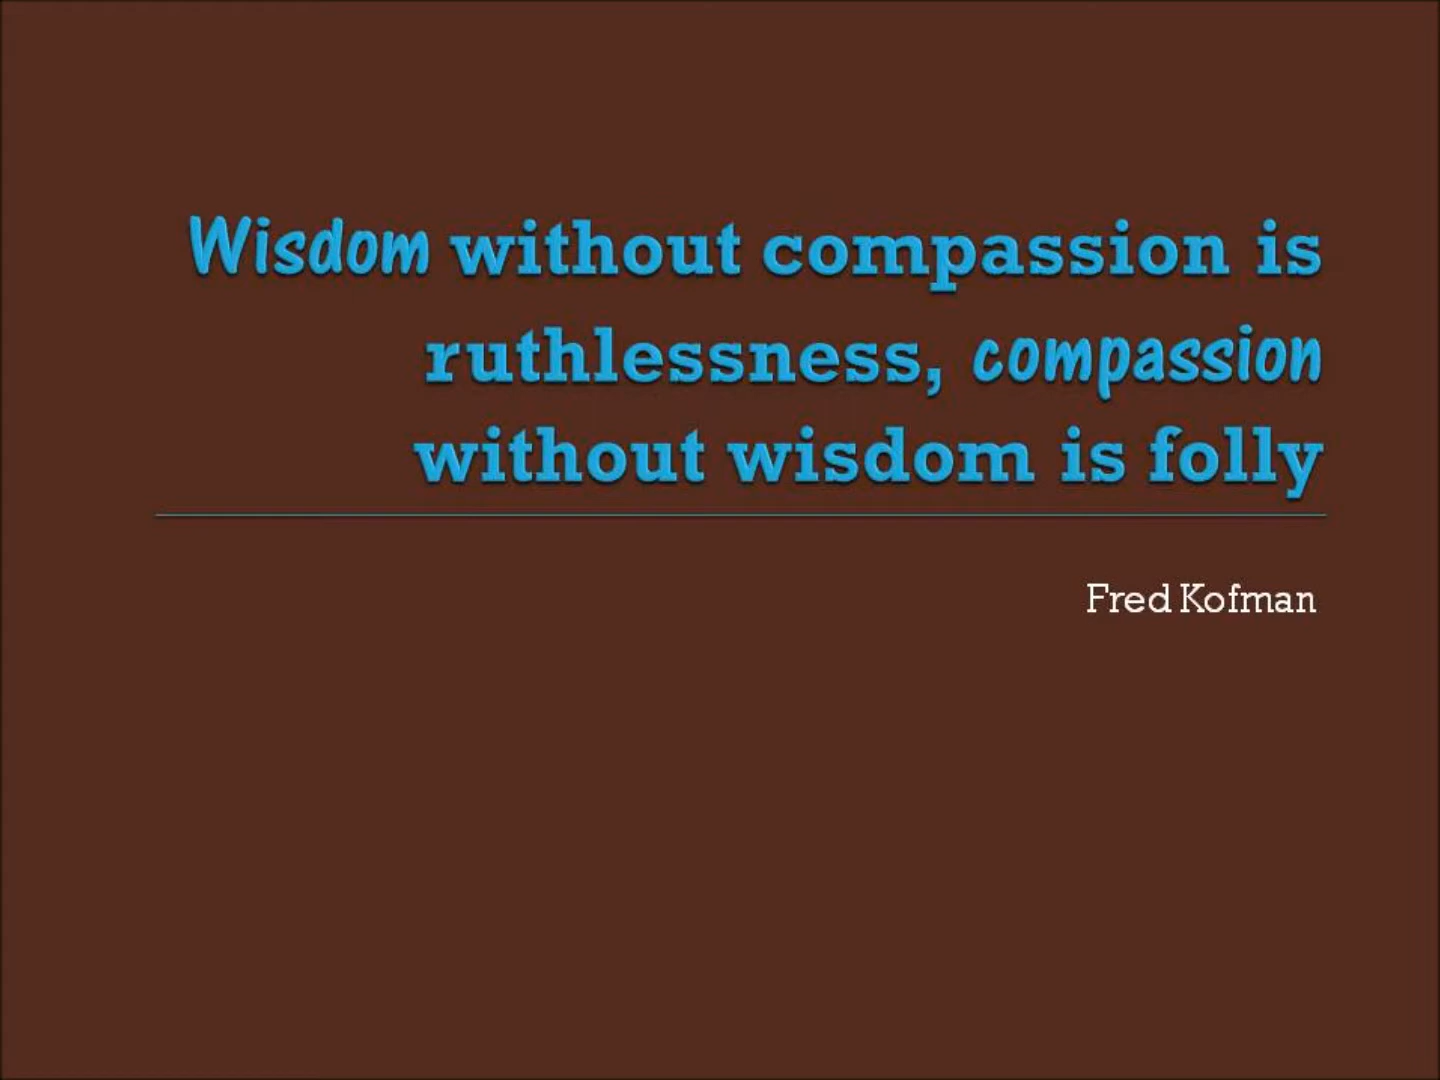 Wisdom without compassion is
ruthlessness, compassion
without wisdom is folly
Fred Kofman